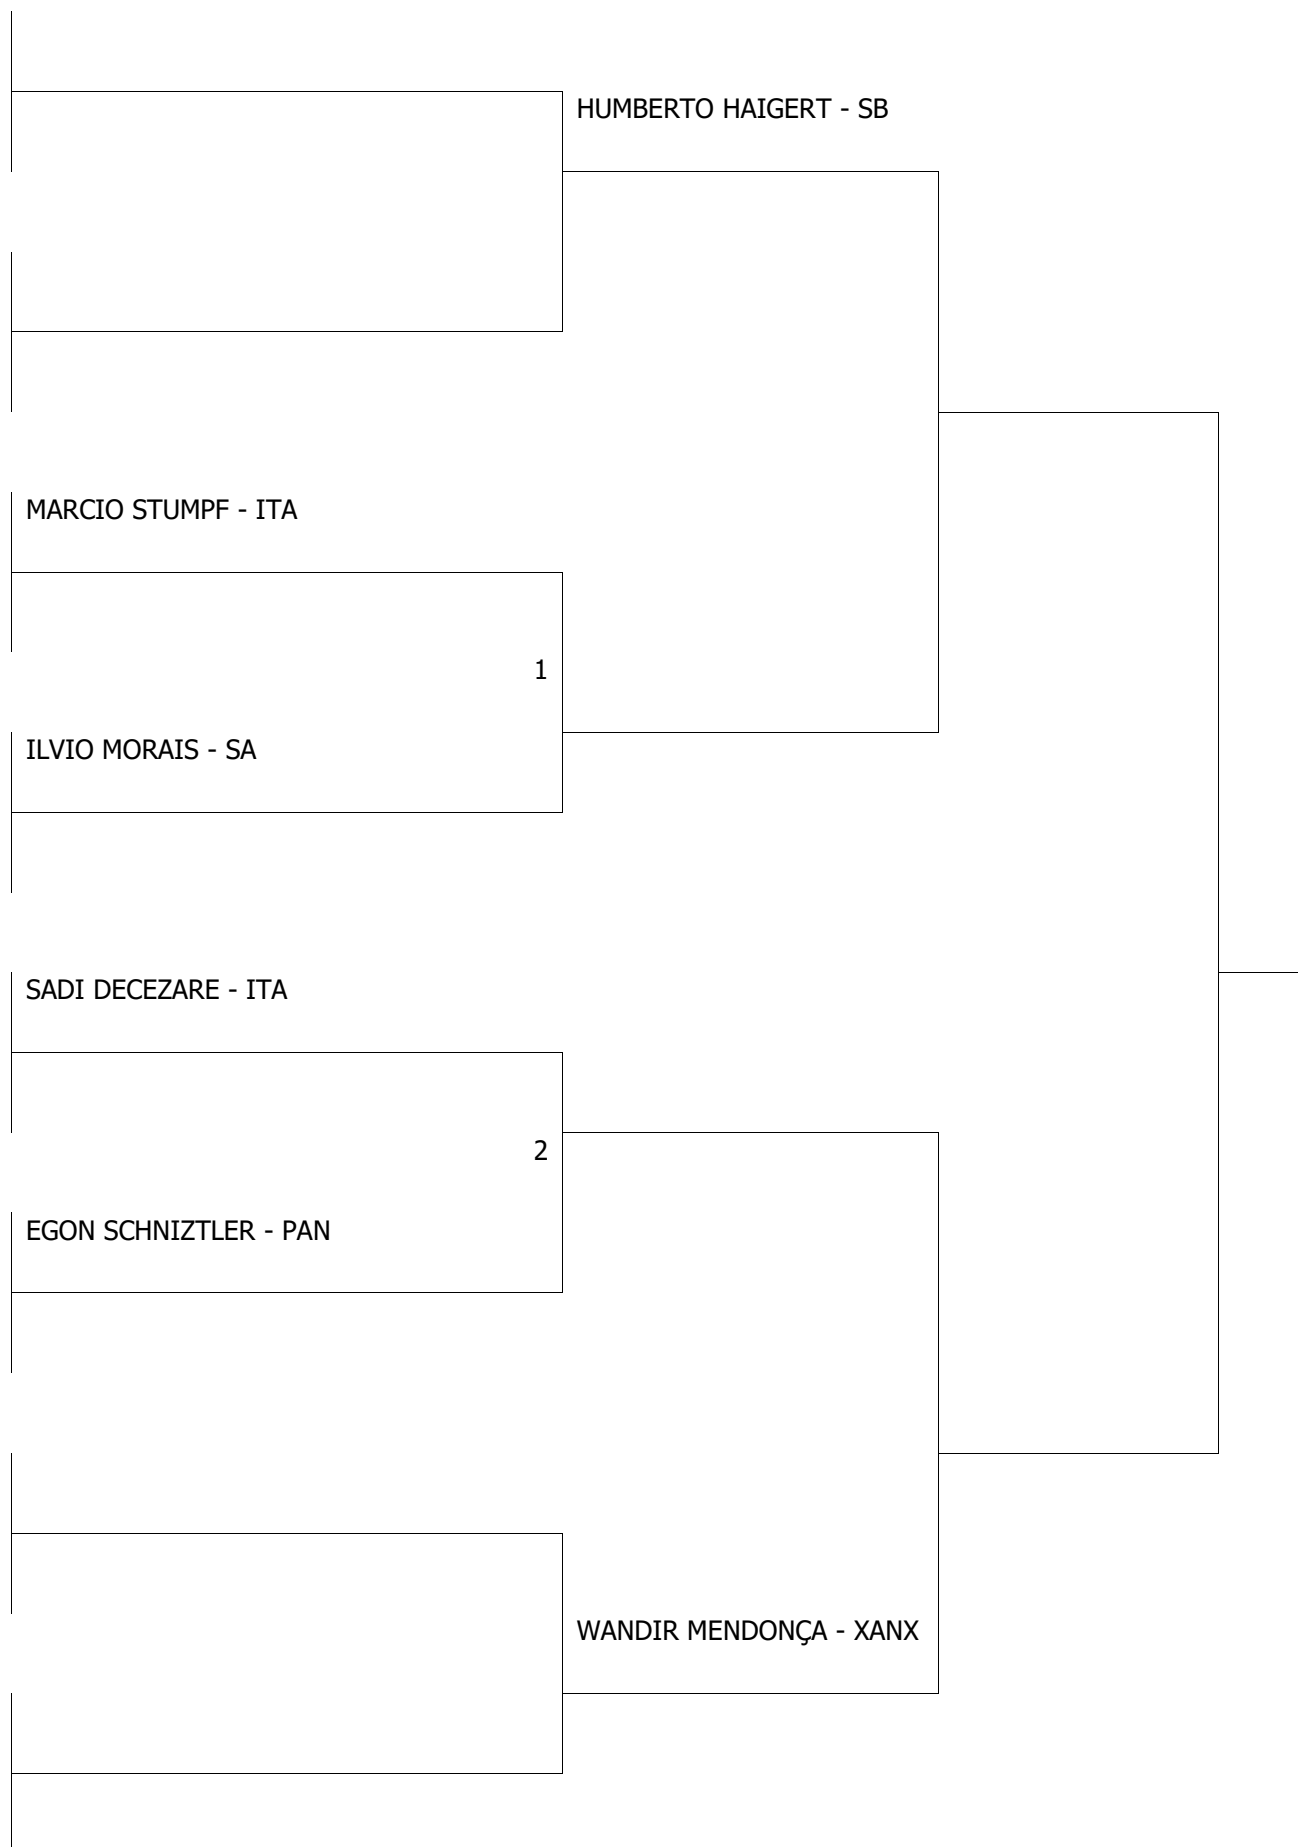 HUMBERTO HAIGERT - SB
MARCIO STUMPF - ITA
1
ILVIO MORAIS - SA
SADI DECEZARE - ITA
2
EGON SCHNIZTLER - PAN
WANDIR MENDONÇA - XANX